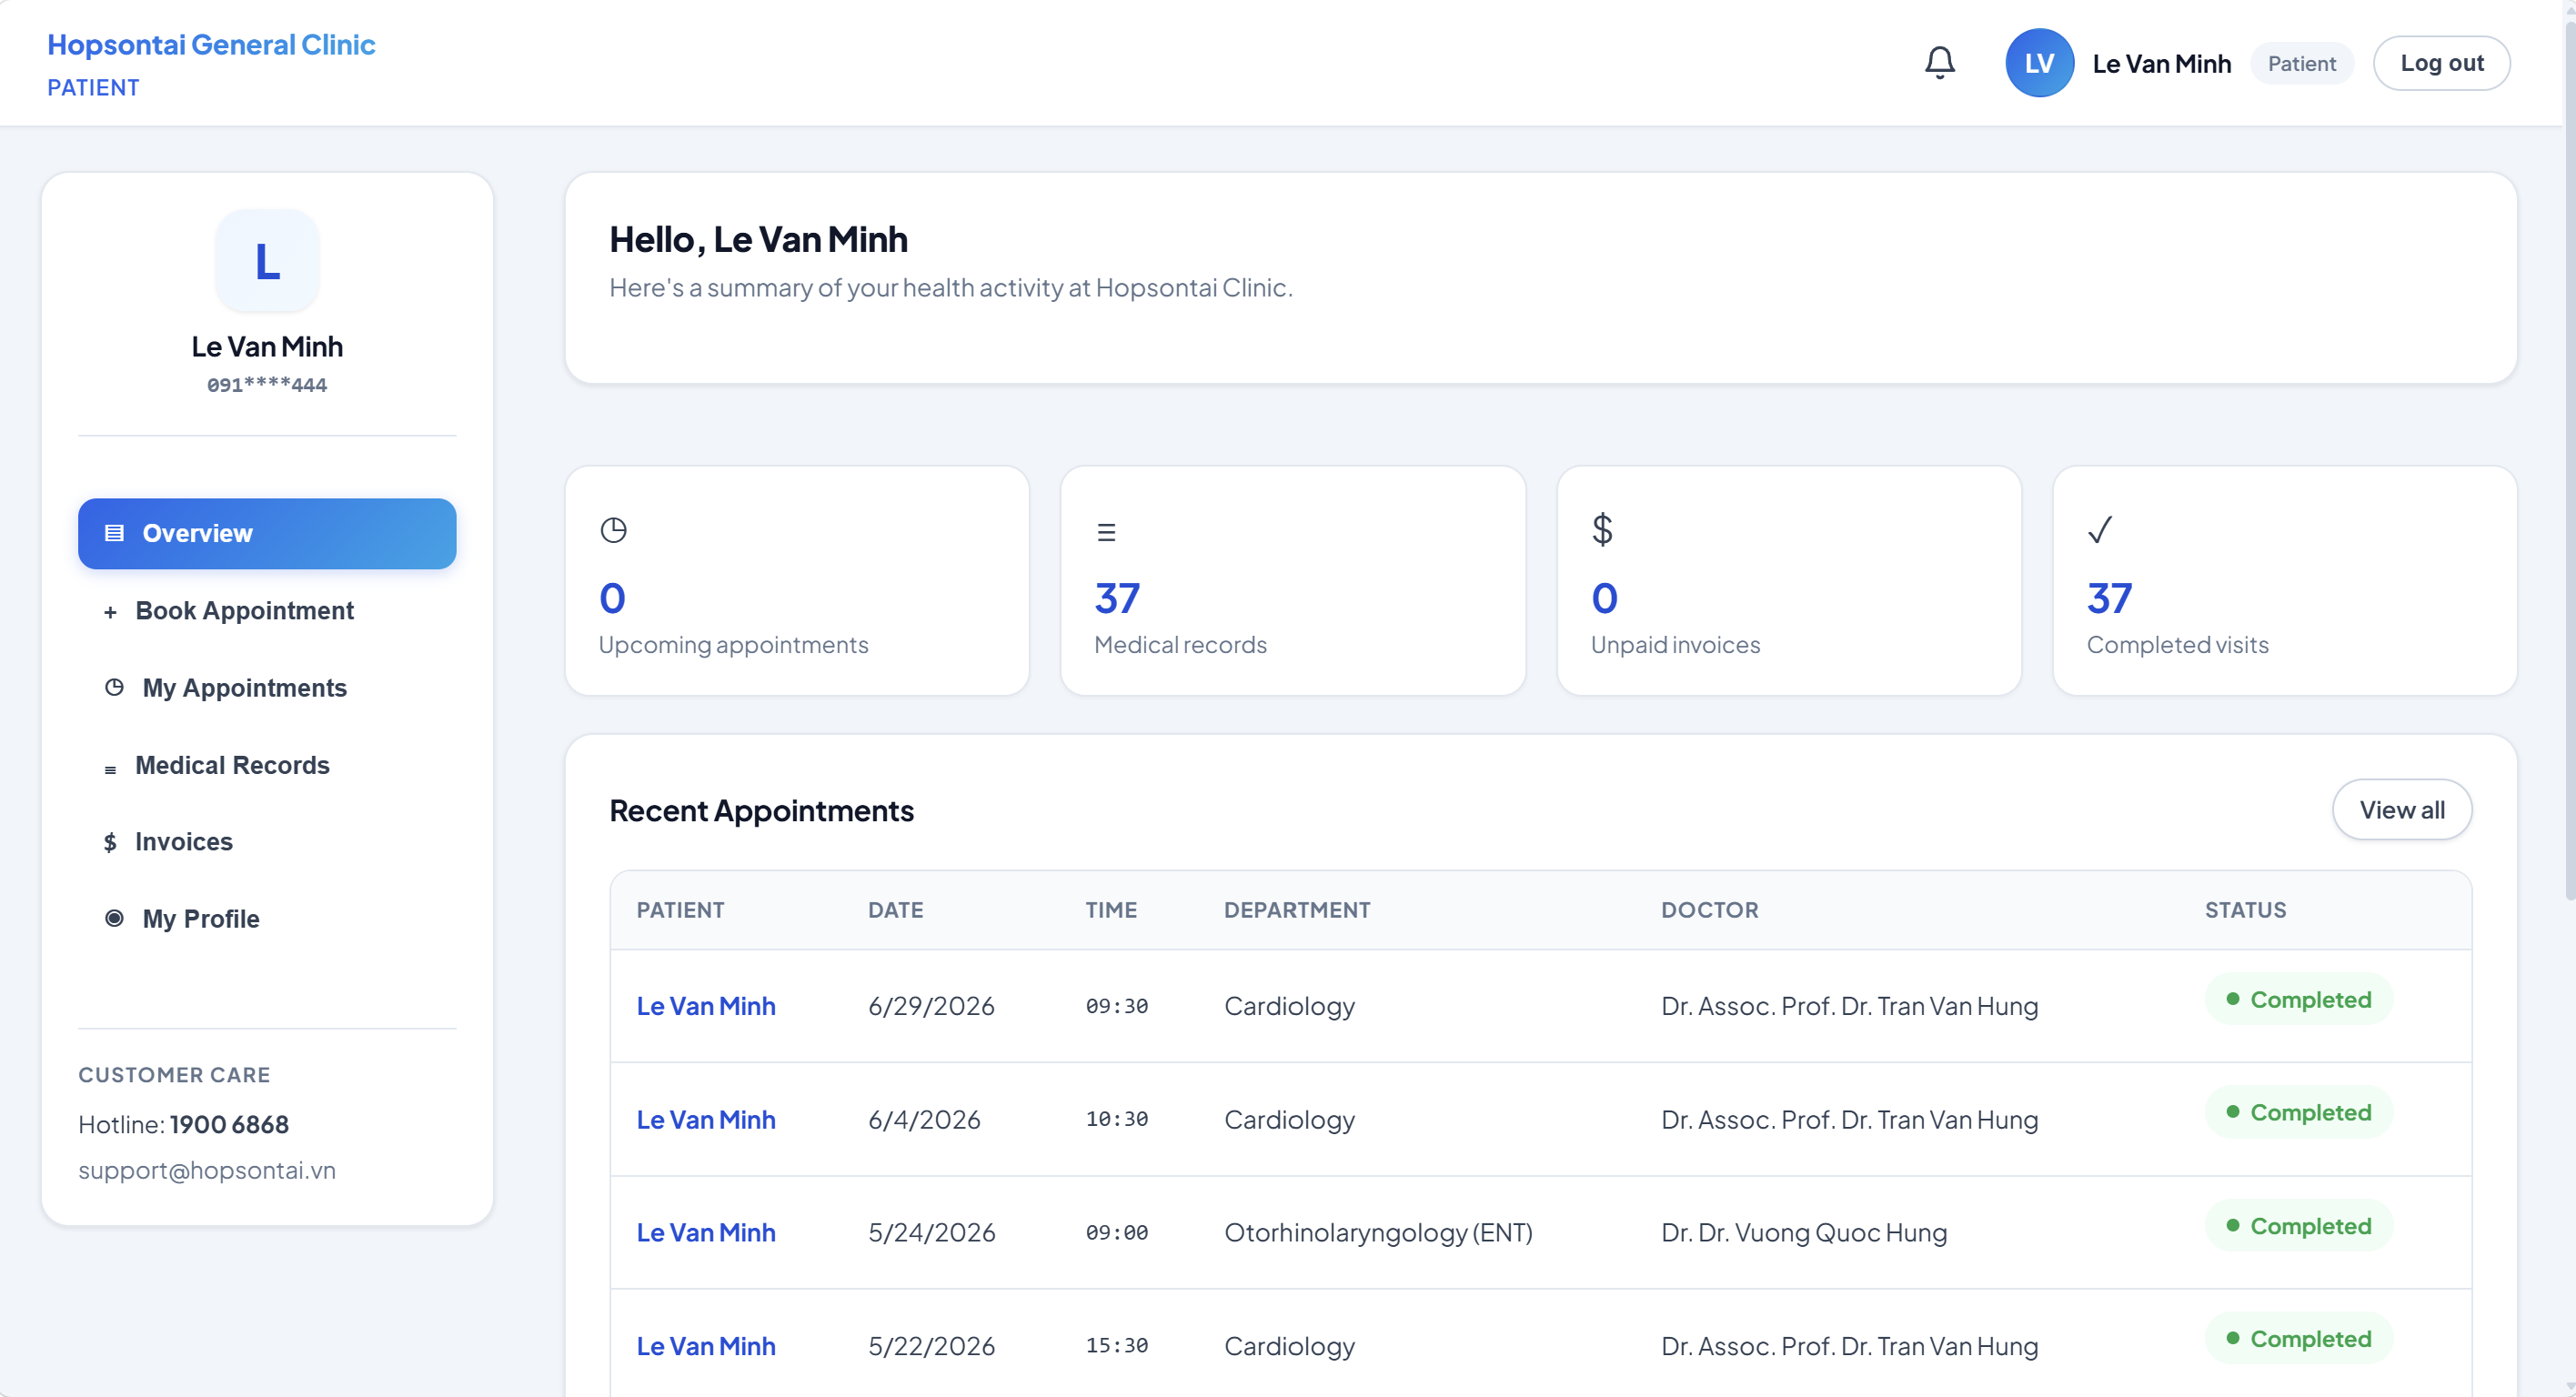 Hopsontai General Clinic
PATIENT
LV Le Van Minh Patient Log out
L
Le Van Minh
091****444
Overview
+ Book Appointment
My Appointments
Medical Records
$ Invoices
My Profile
CUSTOMER CARE
Hotline: 1900 6868
support@hopsontai.vn
Hello, Le Van Minh
Here's a summary of your health activity at Hopsontai Clinic.
0
Upcoming appointments
37
Medical records
$
0
Unpaid invoices
✓
37
Completed visits
Recent Appointments View all
PATIENT DATE TIME DEPARTMENT DOCTOR STATUS
Le Van Minh 6/29/2026 09:30 Cardiology Dr. Assoc. Prof. Dr. Tran Van Hung Completed
Le Van Minh 6/4/2026 10:30 Cardiology Dr. Assoc. Prof. Dr. Tran Van Hung Completed
Le Van Minh 5/24/2026 09:00 Otorhinolaryngology (ENT) Dr. Dr. Vuong Quoc Hung Completed
Le Van Minh 5/22/2026 15:30 Cardiology Dr. Assoc. Prof. Dr. Tran Van Hung Completed